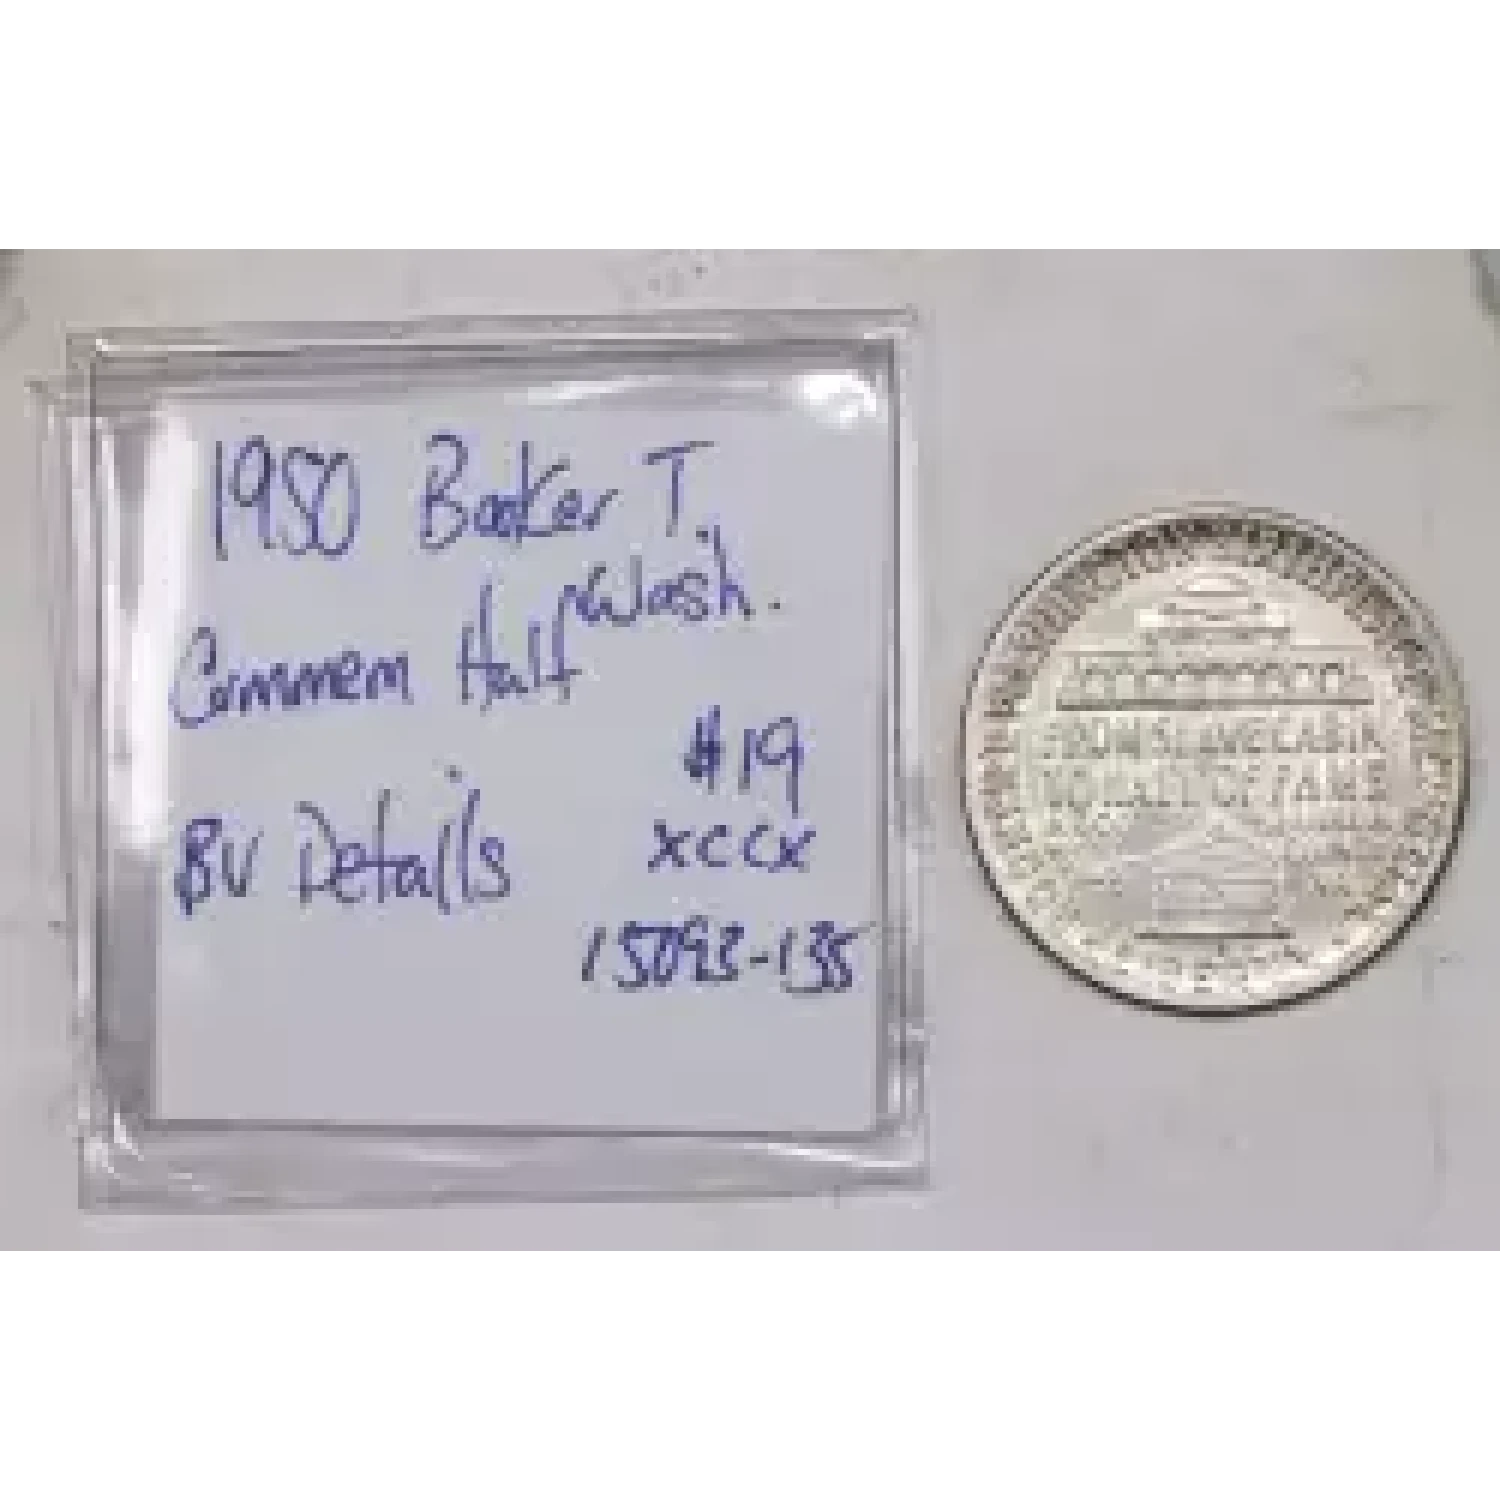 1950 Booker T.
Wash.
Commem Half
$19
BU Details
xccx
15093-135
FROM SLAVE CABIN
TO HALL OF FAME